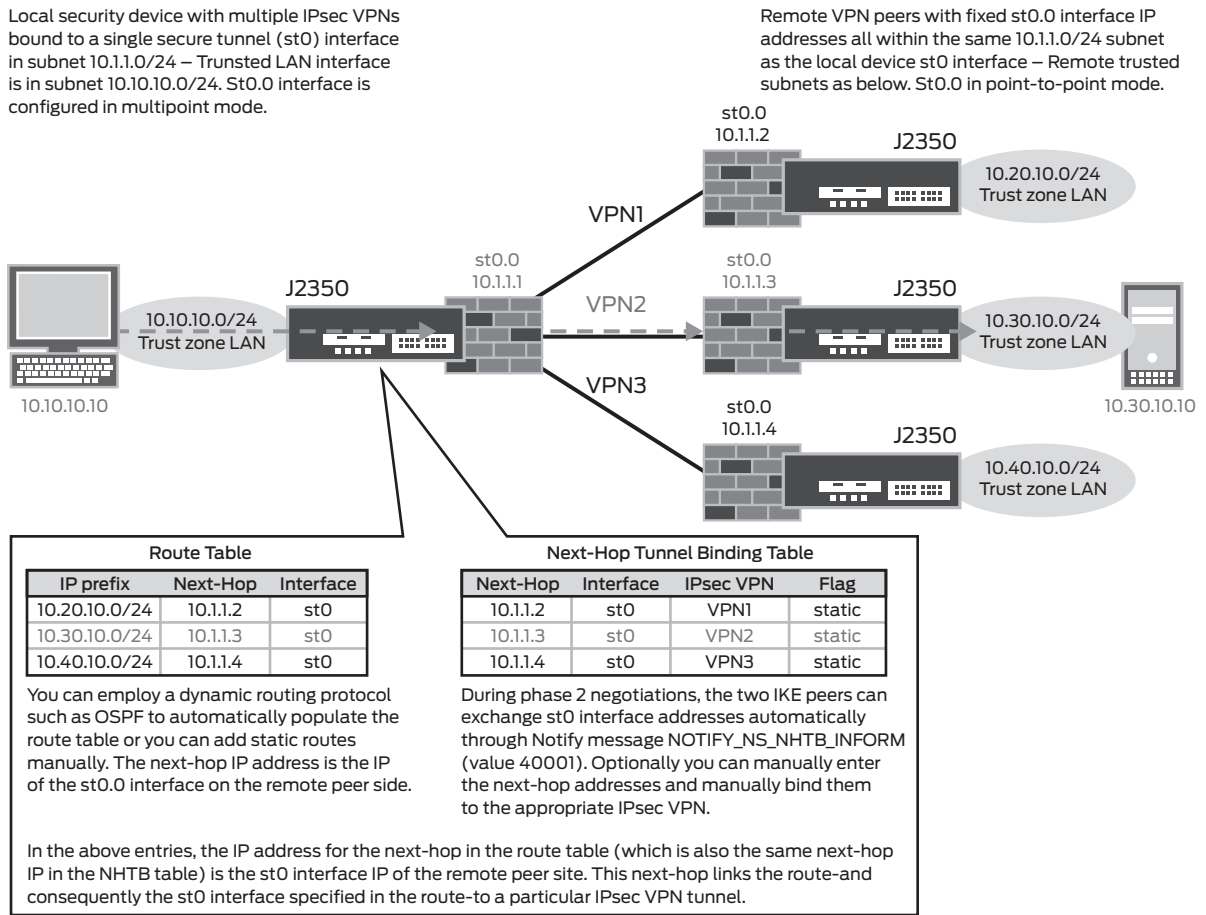 Local security device with multiple IPsec VPNs
bound to a single secure tunnel (st0) interface
in subnet 10.1.1.0/24 – Trunsted LAN interface
is in subnet 10.10.10.0/24. St0.0 interface is
configured in multipoint mode.
Remote VPN peers with fixed st0.0 interface IP
addresses all within the same 10.1.1.0/24 subnet
as the local device st0 interface – Remote trusted
subnets as below. St0.0 in point-to-point mode.
st0.0
10.1.1.2
J2350
10.20.10.0/24
Trust zone LAN
VPN1
st0.0
10.1.1.1
J2350
10.10.10.0/24
Trust zone LAN
10.10.10.10
VPN2
st0.0
10.1.1.3
J2350
10.30.10.0/24
Trust zone LAN
10.30.10.10
VPN3
st0.0
10.1.1.4
J2350
10.40.10.0/24
Trust zone LAN
Route Table
IP prefix Next-Hop Interface
10.20.10.0/24 10.1.1.2 st0
10.30.10.0/24 10.1.1.3 st0
10.40.10.0/24 10.1.1.4 st0
You can employ a dynamic routing protocol
such as OSPF to automatically populate the
route table or you can add static routes
manually. The next-hop IP address is the IP
of the st0.0 interface on the remote peer side.
Next-Hop Tunnel Binding Table
Next-Hop Interface IPsec VPN Flag
10.1.1.2 st0 VPN1 static
10.1.1.3 st0 VPN2 static
10.1.1.4 st0 VPN3 static
During phase 2 negotiations, the two IKE peers can
exchange st0 interface addresses automatically
through Notify message NOTIFY_NS_NHTB_INFORM
(value 40001). Optionally you can manually enter
the next-hop addresses and manually bind them
to the appropriate IPsec VPN.
In the above entries, the IP address for the next-hop in the route table (which is also the same next-hop
IP in the NHTB table) is the st0 interface IP of the remote peer site. This next-hop links the route-and
consequently the st0 interface specified in the route-to a particular IPsec VPN tunnel.